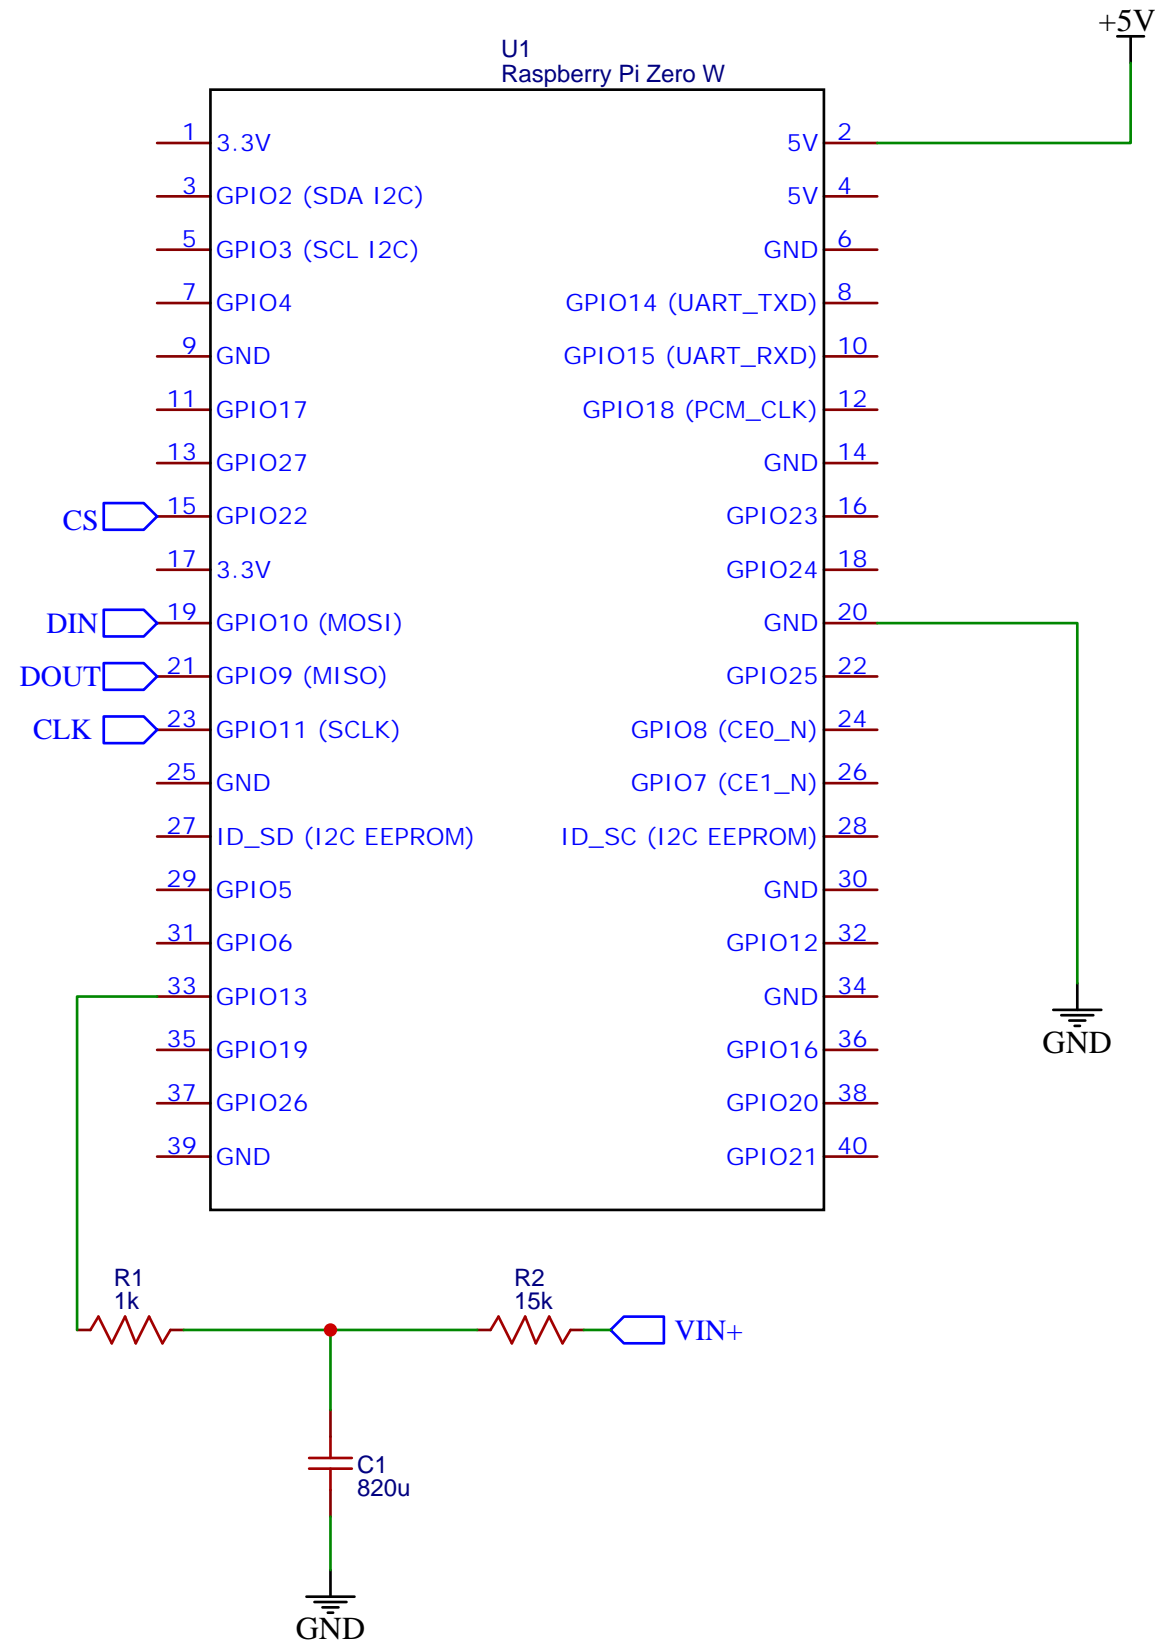 +5V
U1
Raspberry Pi Zero W
1 3.3V 5V 2
3 GPIO2 (SDA I2C) 5V 4
5 GPIO3 (SCL I2C) GND 6
7 GPIO4 GPIO14 (UART_TXD) 8
9 GND GPIO15 (UART_RXD) 10
11 GPIO17 GPIO18 (PCM_CLK) 12
13 GPIO27 GND 14
CS 15 GPIO22 GPIO23 16
17 3.3V GPIO24 18
DIN 19 GPIO10 (MOSI) GND 20
DOUT 21 GPIO9 (MISO) GPIO25 22
CLK 23 GPIO11 (SCLK) GPIO8 (CE0_N) 24
25 GND GPIO7 (CE1_N) 26
27 ID_SD (I2C EEPROM) ID_SC (I2C EEPROM) 28
29 GPIO5 GND 30
31 GPIO6 GPIO12 32
33 GPIO13 GND 34
GND
35 GPIO19 GPIO16 36
37 GPIO26 GPIO20 38
39 GND GPIO21 40
R1
1k
R2
15k
VIN+
C1
820u
GND